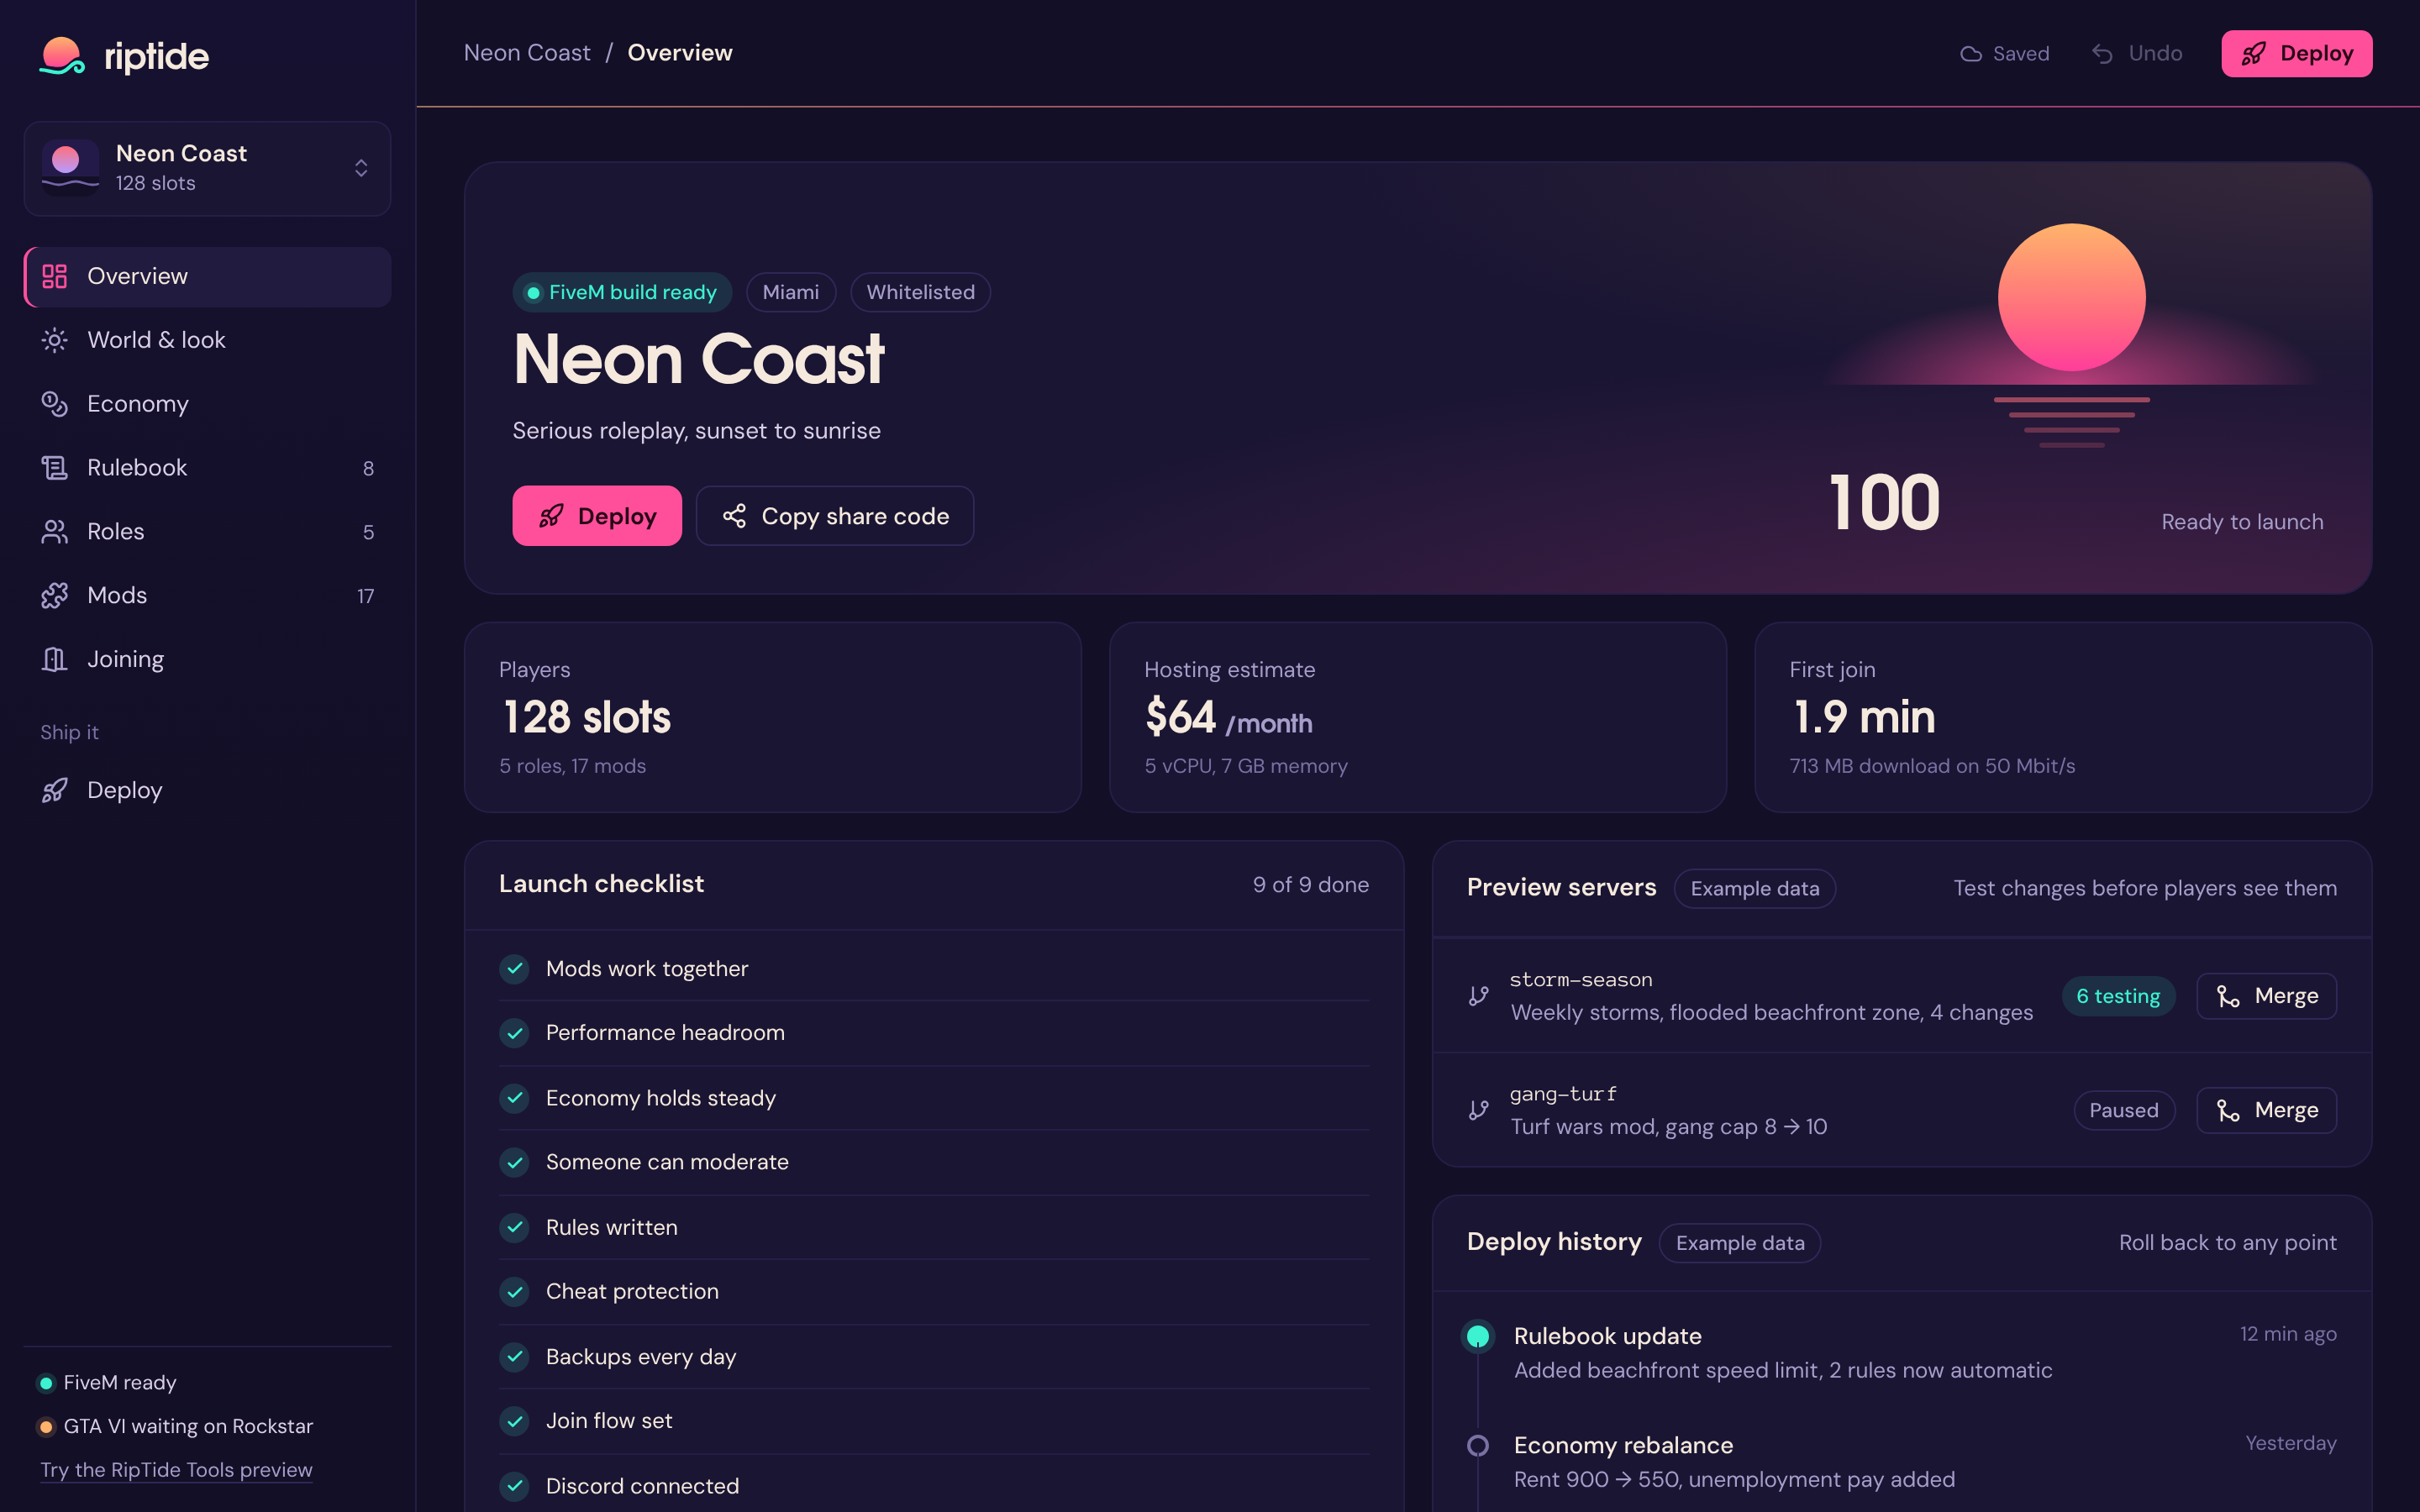 riptide
Neon Coast
128 slots
Overview
World & look
Economy
Rulebook 8
Roles 5
Mods 17
Joining
Ship it
Deploy
FiveM ready
GTA VI waiting on Rockstar
Try the RipTide Tools preview
Neon Coast / Overview
Saved
Undo
Deploy
FiveM build ready
Miami
Whitelisted
Neon Coast
Serious roleplay, sunset to sunrise
Deploy
Copy share code
100
Ready to launch
Players
128 slots
5 roles, 17 mods
Hosting estimate
$64 /month
5 vCPU, 7 GB memory
First join
1.9 min
713 MB download on 50 Mbit/s
Launch checklist
9 of 9 done
Mods work together
Performance headroom
Economy holds steady
Someone can moderate
Rules written
Cheat protection
Backups every day
Join flow set
Discord connected
Preview servers
Example data
Test changes before players see them
storm-season
Weekly storms, flooded beachfront zone, 4 changes
6 testing
Merge
gang-turf
Turf wars mod, gang cap 8 → 10
Paused
Merge
Deploy history
Example data
Roll back to any point
Rulebook update
12 min ago
Added beachfront speed limit, 2 rules now automatic
Economy rebalance
Yesterday
Rent 900 → 550, unemployment pay added